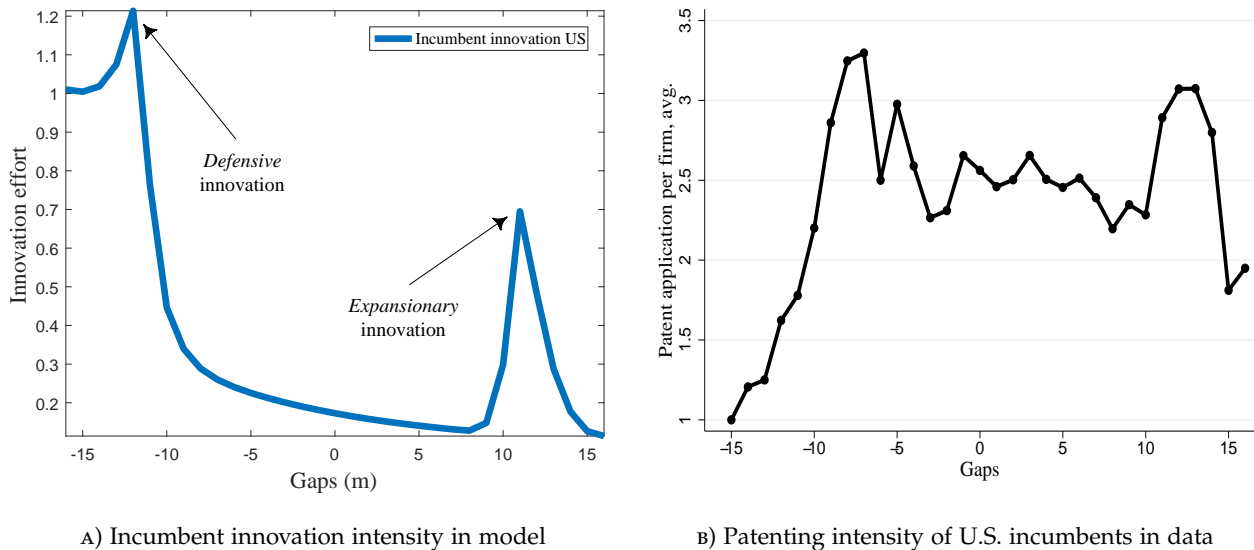 1.2
1
0.9
0.8
0.7
0.6
0.5
0.4
0.3
0.2
Innovation effort
Incumbent innovation US
Defensive
innovation
Expansionary
innovation
-15
-10
-5
0
5
10
15
Gaps (m)
A) Incumbent innovation intensity in model
3.5
3
2.5
2
1.5
1
Patent application per firm, avg.
-15
-10
-5
0
5
10
15
Gaps
B) Patenting intensity of U.S. incumbents in data